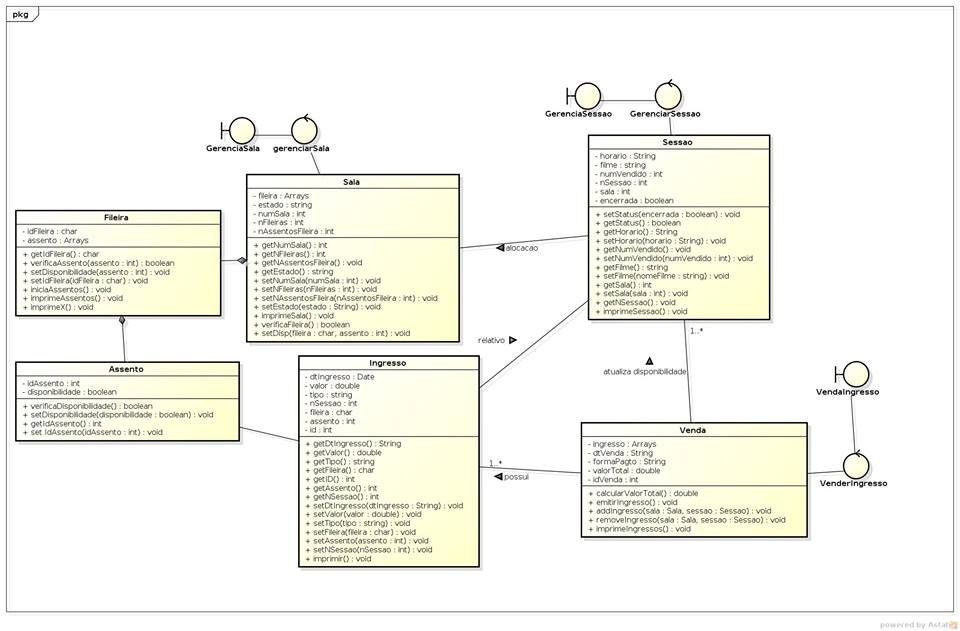 pkg
GerenciaSessao
GerenciarSessao
GerenciaSala
gerenciarSala
Sessao
- horario : String
- filme : string
- numVendido : int
- nSessao : int
- sala : int
- encerrada : boolean
+ setStatus(encerrada : boolean) : void
+ getStatus() : boolean
+ getHorario() : String
+ setHorario(horario : String) : void
+ getNumVendido() : void
+ setNumVendido(numVendido : int) : void
+ getFilme() : string
+ setFilme(nomeFilme : string) : void
+ getSala() : int
+ setSala(sala : int) : void
+ getNSessao() : void
+ imprimeSessao() : void
Sala
- fileira : Arrays
- estado : string
- numSala : int
- nFileiras : int
- nAssentosFileira : int
+ getNumSala() : int
+ getNFileiras() : int
+ getNAssentosFileira() : void
+ getEstado() : string
+ setNumSala(numSala : int) : void
+ setNFileiras(nFileiras : int) : void
+ setNAssentosFileira(nAssentosFileira : int) : void
+ setEstado(estado : String) : void
+ imprimeSala() : void
+ verificaFileira() : boolean
+ setDisp(fileira : char, assento : int) : void
Fileira
- idFileira : char
- assento : Arrays
+ getIdFileira() : char
+ verificaAssento(assento : int) : boolean
+ setDisponibilidade(assento : int) : void
+ setIdFileira(idFileira : char) : void
+ iniciaAssentos() : void
+ imprimeAssentos() : void
+ imprimeX() : void
alocacao
relativo
1..*
atualiza disponibilidade
Assento
- idAssento : int
- disponibilidade : boolean
+ verificaDisponibilidade() : boolean
+ setDisponibilidade(disponibilidade : boolean) : void
+ getIdAssento() : int
+ set IdAssento(idAssento : int) : void
Ingresso
- dtIngresso : Date
- valor : double
- tipo : string
- nSessao : int
- fileira : char
- assento : int
- id : int
+ getDtIngresso() : String
+ getValor() : double
+ getTipo() : string
+ getFileira() : char
+ getID() : int
+ getAssento() : int
+ getNSessao() : int
+ setDtIngresso(dtIngresso : String) : void
+ setValor(valor : double) : void
+ setTipo(tipo : string) : void
+ setFileira(fileira : char) : void
+ setAssento(assento : int) : void
+ setNSessao(nSessao : int) : void
+ imprimir() : void
1..*
possui
Venda
- ingresso : Arrays
- dtVenda : String
- formaPagto : String
- valorTotal : double
- idVenda : int
+ calcularValorTotal() : double
+ emitirIngresso() : void
+ addIngresso(sala : Sala, sessao : Sessao) : void
+ removeIngresso(sala : Sala, sessao : Sessao) : void
+ imprimeIngressos() : void
VendaIngresso
VenderIngresso
powered by Astah